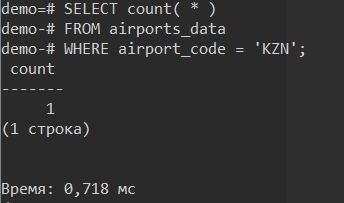 demo=# SELECT count( * )
demo-# FROM airports_data
demo-# WHERE airport_code = 'KZN';
 count
-------
     1
(1 строка)
Время: 0,718 мс